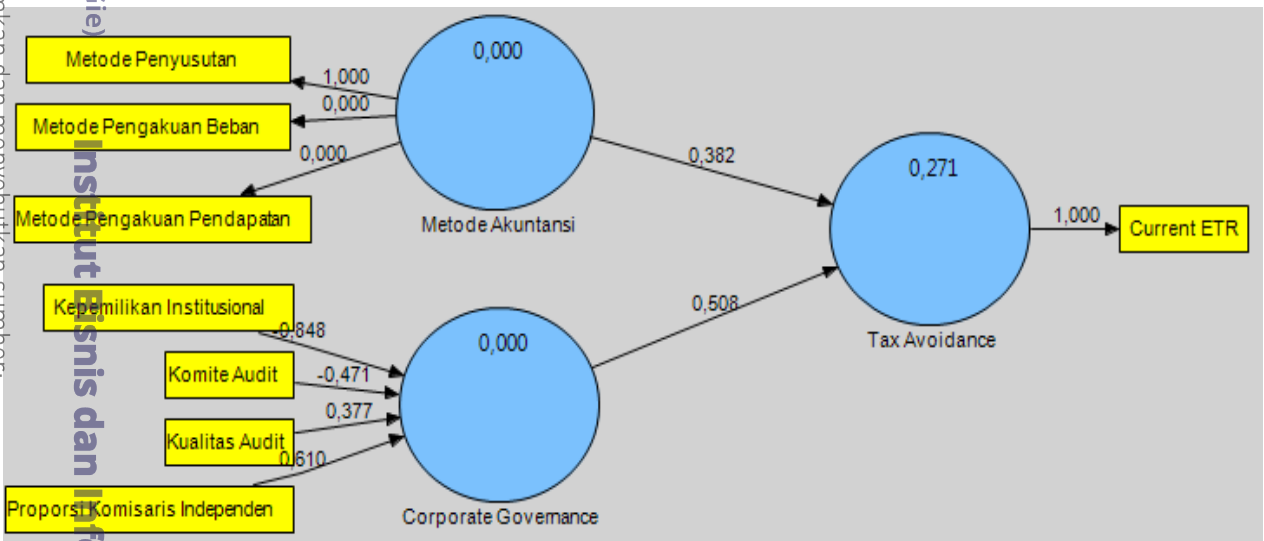 Metode Penyusutan
Metode Pengakuan Beban
Metode Pengakuan Pendapatan
1,000
0,000
0,000
0,000
Metode Akuntansi
0,382
0,271
Tax Avoidance
1,000
Current ETR
Kepemilikan Institusional
Komite Audit
Kualitas Audit
Proporsi Komisaris Independen
-0,848
-0,471
0,377
0,610
0,000
Corporate Governance
0,508
Institut Bisnis dan
ie)